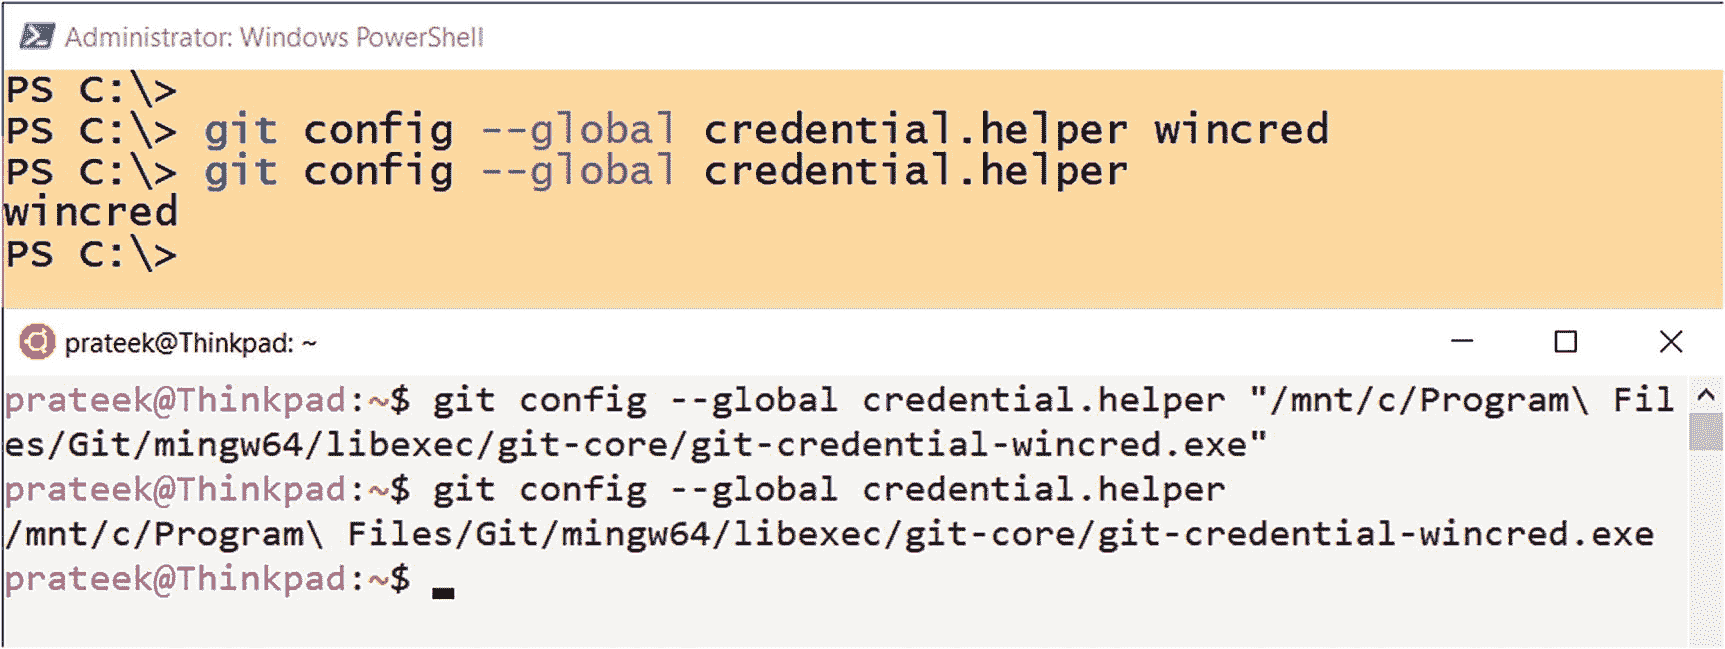 Administrator: Windows PowerShell
PS C:\>
PS C:\> git config --global credential.helper wincred
PS C:\> git config --global credential.helper
wincred
PS C:\>
prateek@Thinkpad: ~
prateek@Thinkpad:~$ git config --global credential.helper "/mnt/c/Program\ Fil
es/Git/mingw64/libexec/git-core/git-credential-wincred.exe"
prateek@Thinkpad:~$ git config --global credential.helper
/mnt/c/Program\ Files/Git/mingw64/libexec/git-core/git-credential-wincred.exe
prateek@Thinkpad:~$